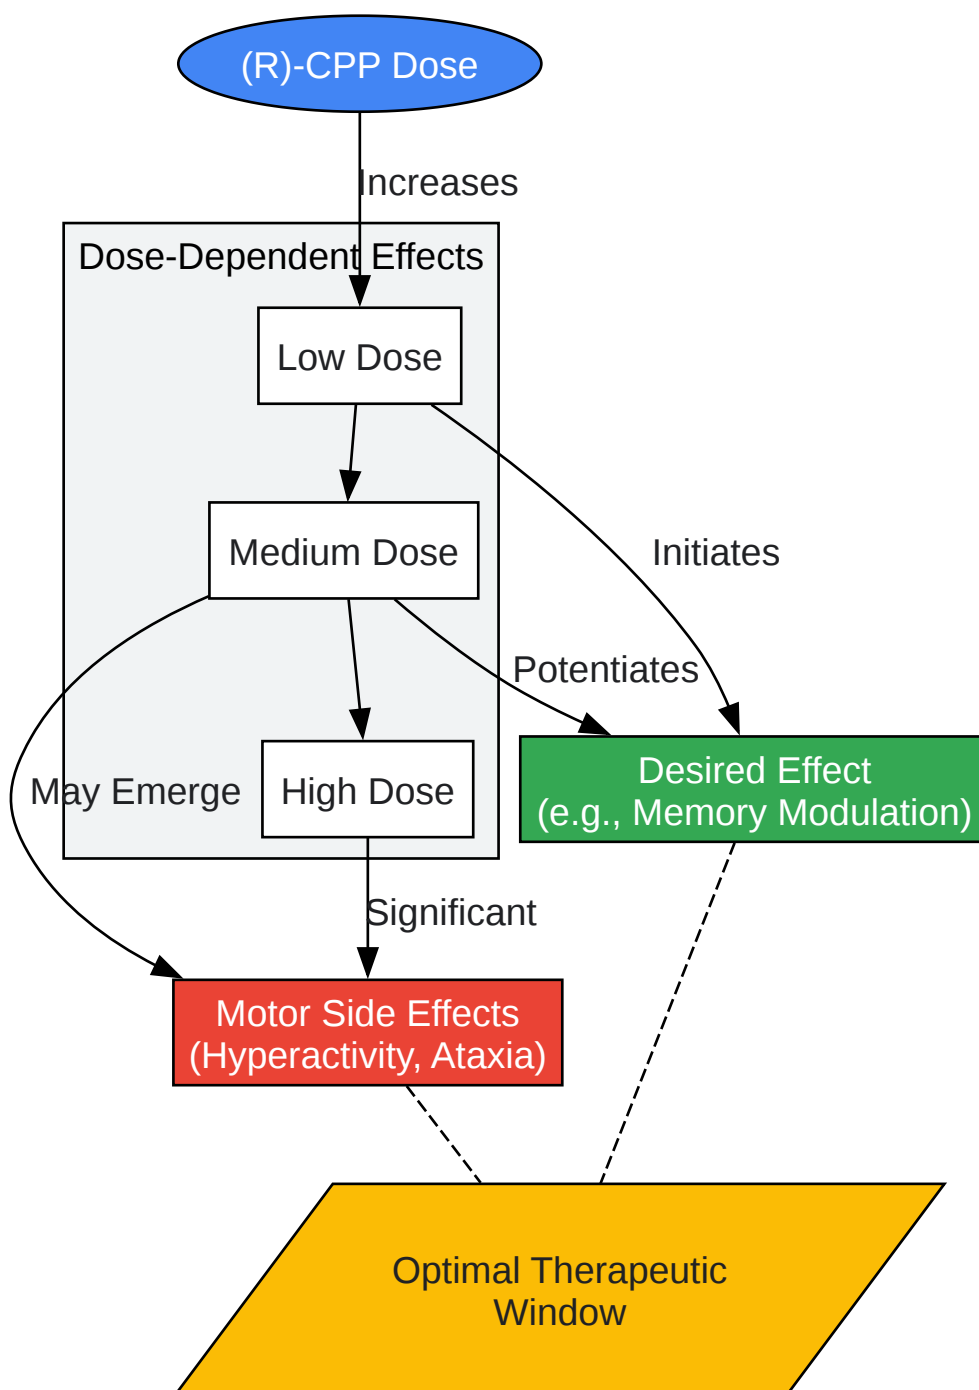 (R)-CPP Dose
Increases
Dose-Dependent Effects
Low Dose
Medium Dose
Initiates
Potentiates
High Dose
May Emerge
Desired Effect
(e.g., Memory Modulation)
Significant
Motor Side Effects
(Hyperactivity, Ataxia)
Optimal Therapeutic
Window